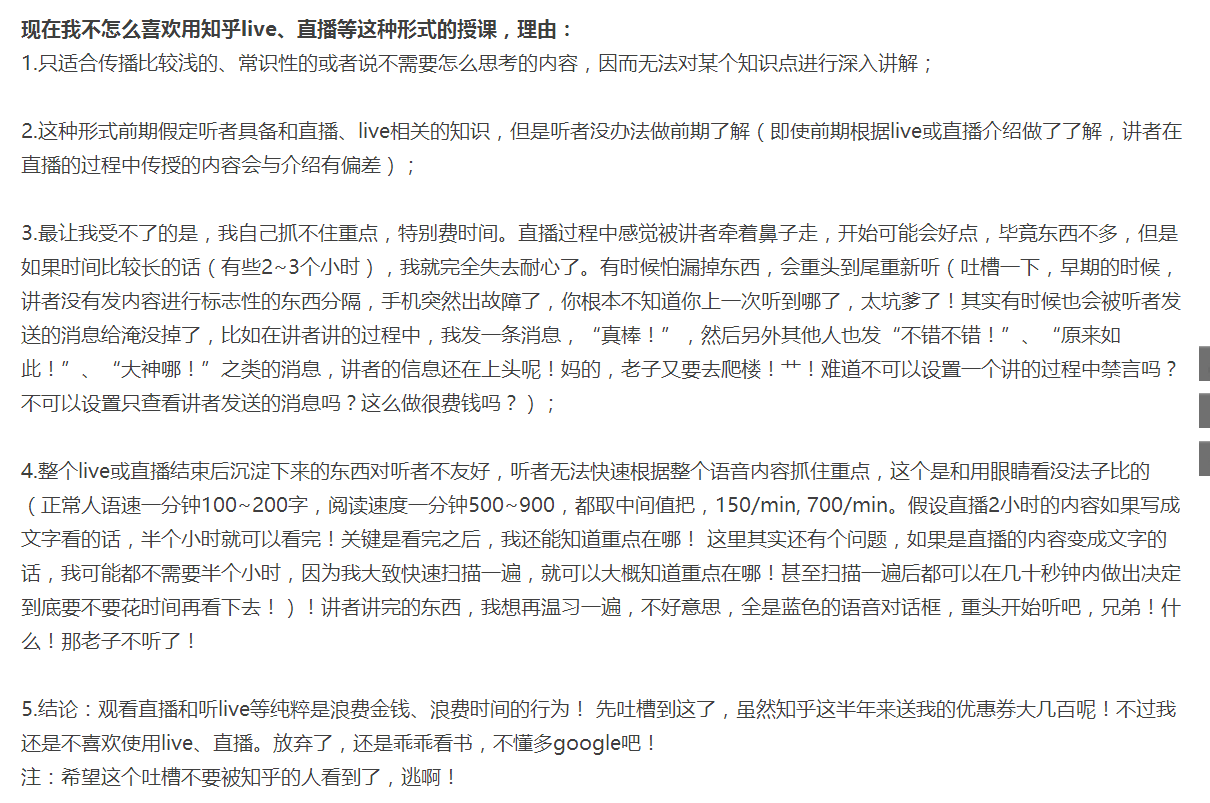 现在我不怎么喜欢用知乎live、直播等这种形式的授课，理由：
1.只适合传播比较浅的、常识性的或者说不需要怎么思考的内容，因而无法对某个知识点进行深入讲解；
2.这种形式前期假定听者具备和直播、live相关的知识，但是听者没办法做前期了解（即使前期根据live或直播介绍做了了解，讲者在
直播的过程中传授的内容会与介绍有偏差）；
3.最让我受不了的是，我自己抓不住重点，特别费时间。直播过程中感觉被讲者牵着鼻子走，开始可能会好点，毕竟东西不多，但是
如果时间比较长的话（有些2~3个小时），我就完全失去耐心了。有时候怕漏掉东西，会重头到尾重新听（吐槽一下，早期的时候，
讲者没有发内容进行标志性的东西分隔，手机突然出故障了，你根本不知道你上一次听到哪了，太坑爹了！其实有时候也会被听者发
送的消息给淹没掉了，比如在讲者讲的过程中，我发一条消息，“真棒！”，然后另外其他人也发“不错不错！”、“原来如
此！”、“大神哪！”之类的消息，讲者的信息还在上头呢！妈的，老子又要去爬楼！艹！难道不可以设置一个讲的过程中禁言吗？
不可以设置只查看讲者发送的消息吗？这么做很费钱吗？）；
4.整个live或直播结束后沉淀下来的东西对听者不友好，听者无法快速根据整个语音内容抓住重点，这个是和用眼睛看没法子比的
（正常人语速一分钟100~200字，阅读速度一分钟500~900，都取中间值把，150/min, 700/min。假设直播2小时的内容如果写成
文字看的话，半个小时就可以看完！关键是看完之后，我还能知道重点在哪！ 这里其实还有个问题，如果是直播的内容变成文字的
话，我可能都不需要半个小时，因为我大致快速扫描一遍，就可以大概知道重点在哪！甚至扫描一遍后都可以在几十秒钟内做出决定
到底要不要花时间再看下去！）！讲者讲完的东西，我想再温习一遍，不好意思，全是蓝色的语音对话框，重头开始听吧，兄弟！什
么！那老子不听了！
5.结论：观看直播和听live等纯粹是浪费金钱、浪费时间的行为！ 先吐槽到这了，虽然知乎这半年来送我的优惠券大几百呢！不过我
还是不喜欢使用live、直播。放弃了，还是乖乖看书，不懂多google吧！
注：希望这个吐槽不要被知乎的人看到了，逃啊！